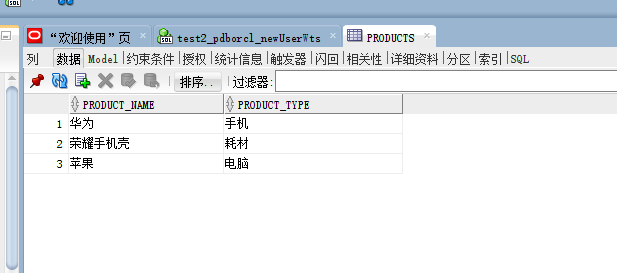 SQL
“欢迎使用”页 test2_pdborcl_newUserWts PRODUCTS
列 数据 Model 约束条件 授权 统计信息 触发器 闪回 相关性 详细资料 分区 索引 SQL
排序.. 过滤器:
PRODUCT_NAME PRODUCT_TYPE
1 华为 手机
2 荣耀手机壳 耗材
3 苹果 电脑